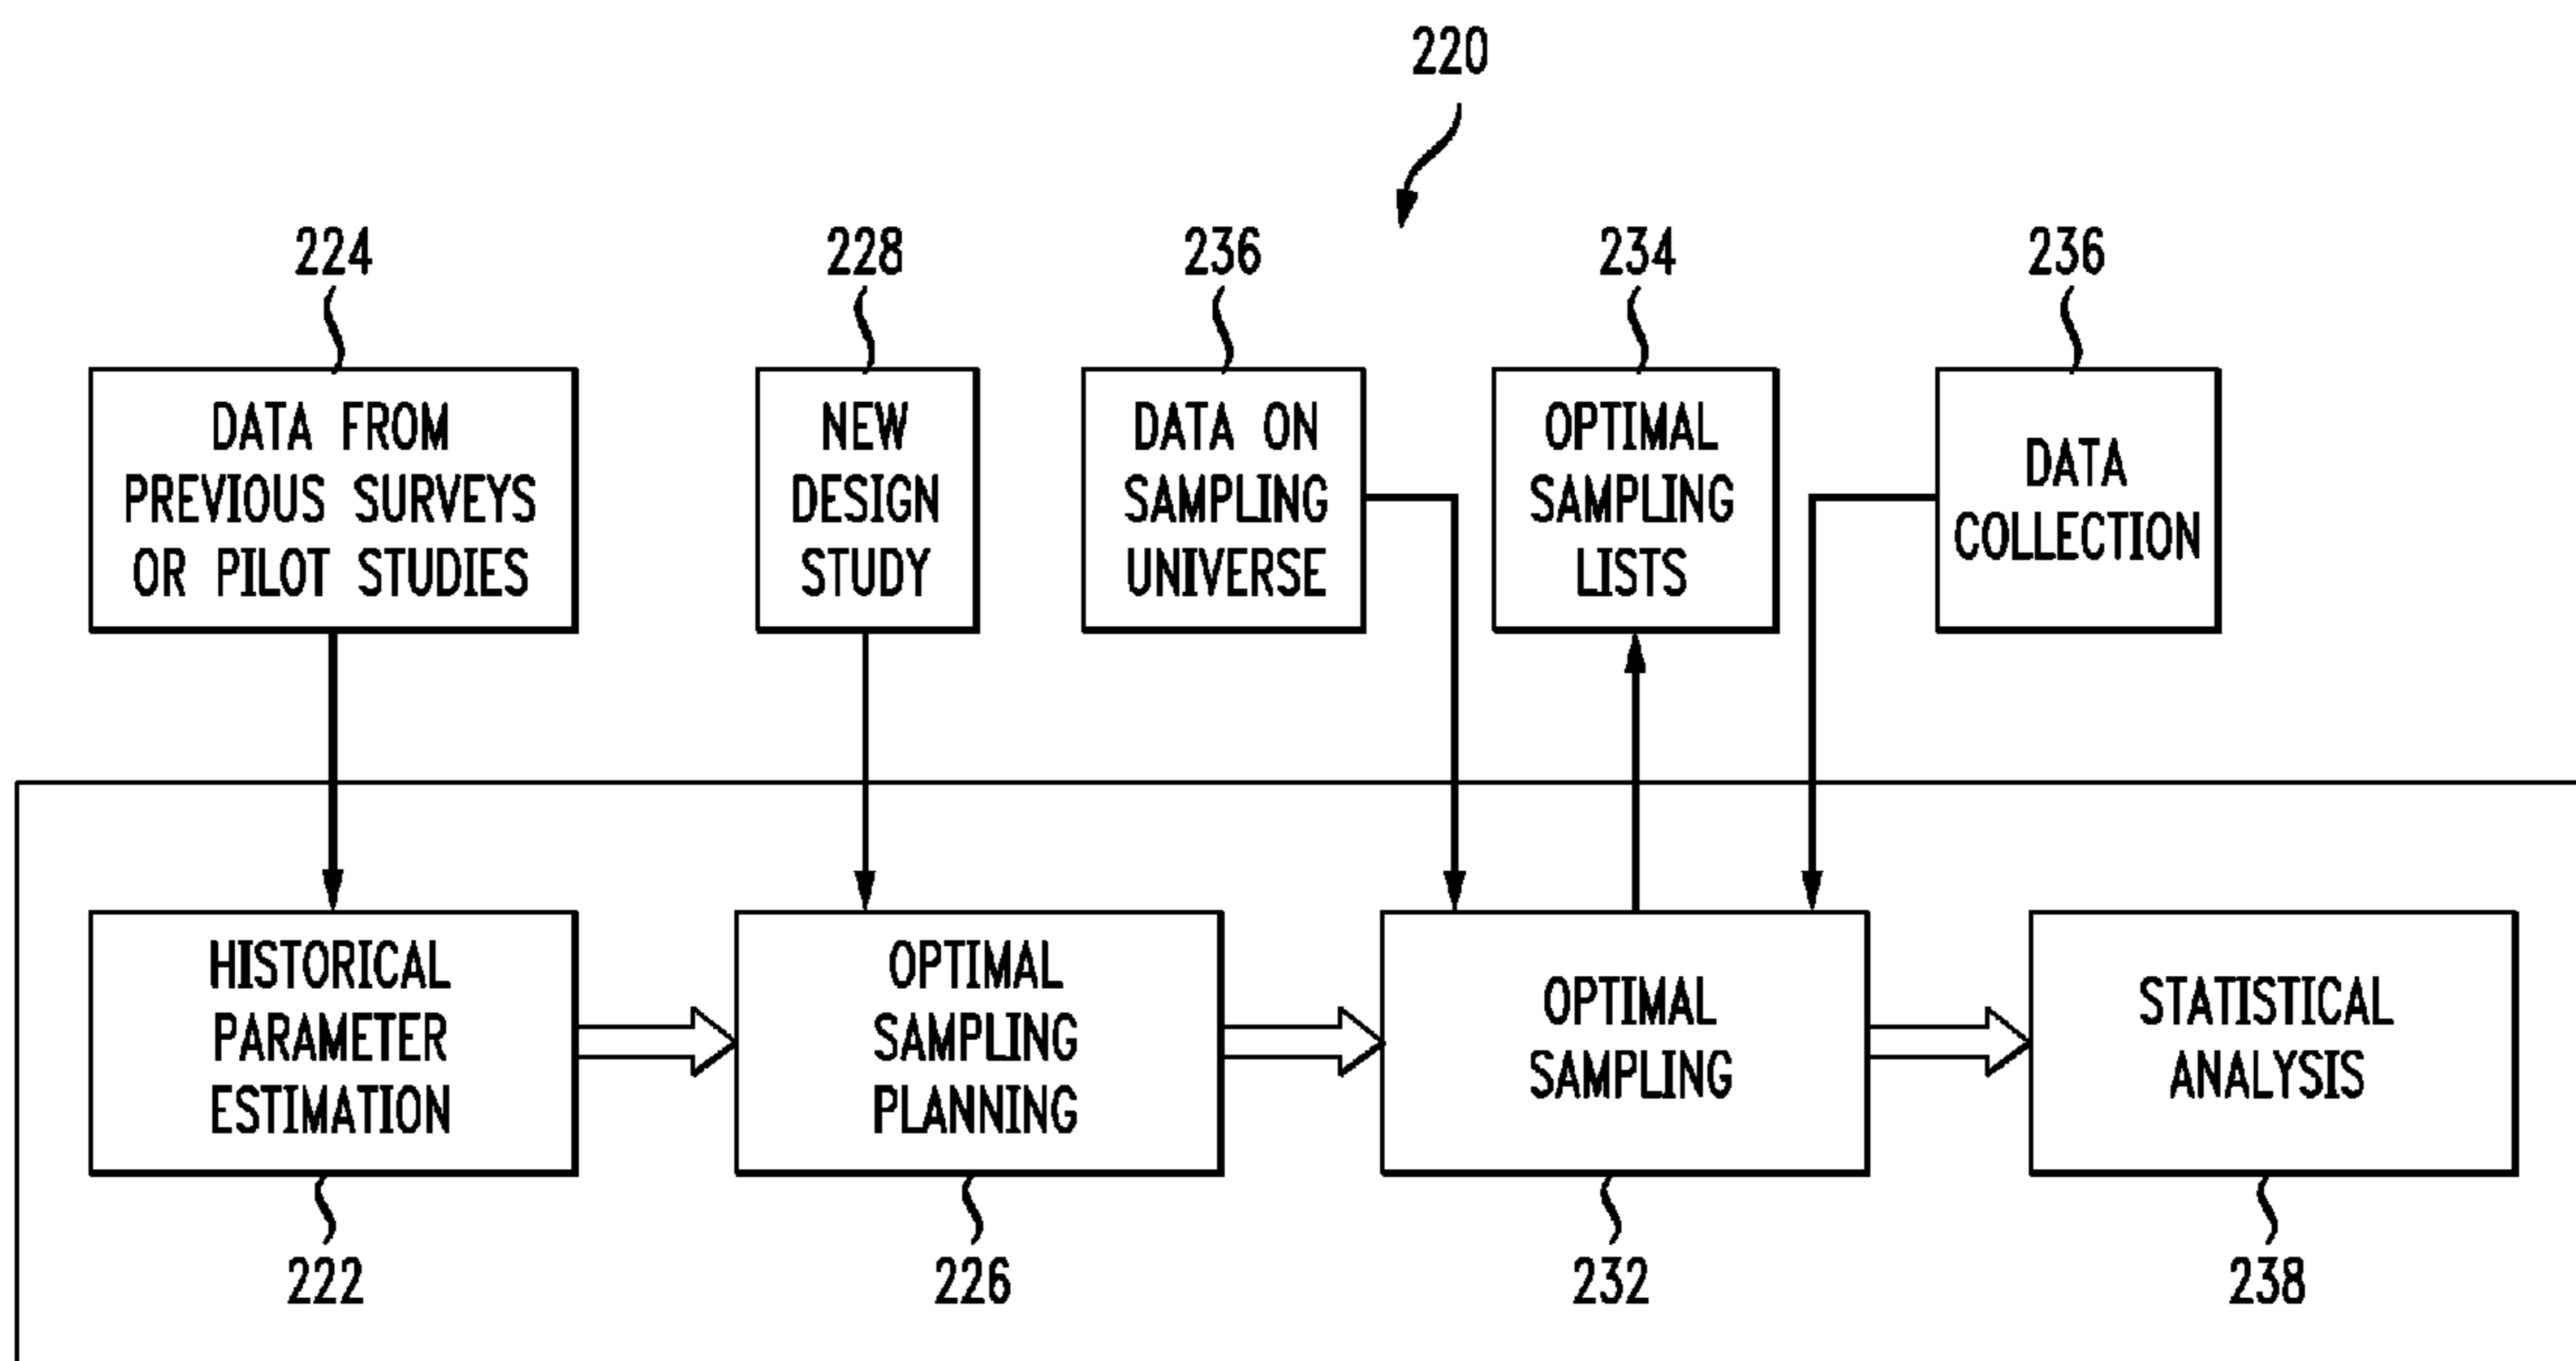 220
224
228
236
234
236
DATA FROM
PREVIOUS SURVEYS
OR PILOT STUDIES
NEW
DESIGN
STUDY
DATA ON
SAMPLING
UNIVERSE
OPTIMAL
SAMPLING
LISTS
DATA
COLLECTION
HISTORICAL
PARAMETER
ESTIMATION
OPTIMAL
SAMPLING
PLANNING
OPTIMAL
SAMPLING
STATISTICAL
ANALYSIS
222
226
232
238